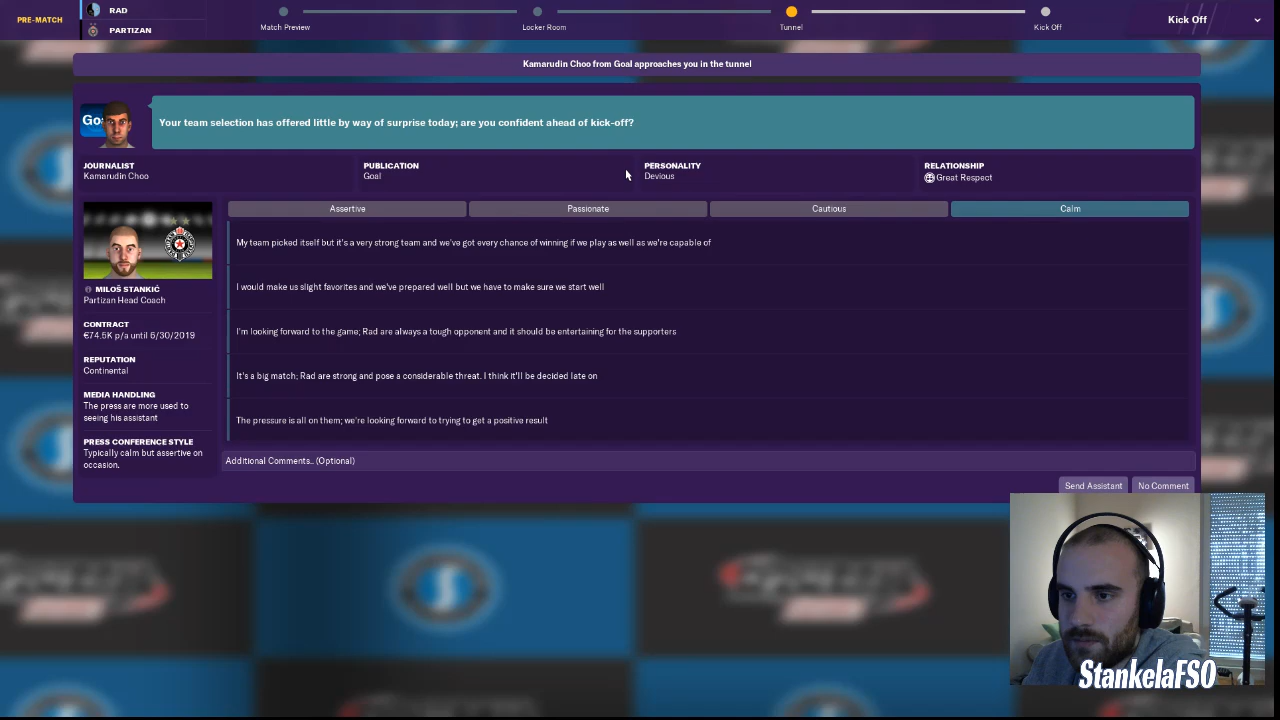 PRE-MATCH
RAD
PARTIZAN
Match Preview
Locker Room
Tunnel
Kick Off
Kick Off
Kamarudin Choo from Goal approaches you in the tunnel
Go
Your team selection has offered little by way of surprise today; are you confident ahead of kick-off?
JOURNALIST
Kamarudin Choo
PUBLICATION
Goal
PERSONALITY
Devious
RELATIONSHIP
Great Respect
Assertive
Passionate
Cautious
Calm
My team picked itself but it's a very strong team and we've got every chance of winning if we play as well as we're capable of
I would make us slight favorites and we've prepared well but we have to make sure we start well
I'm looking forward to the game; Rad are always a tough opponent and it should be entertaining for the supporters
It's a big match; Rad are strong and pose a considerable threat. I think it'll be decided late on
The pressure is all on them; we're looking forward to trying to get a positive result
MILOŠ STANKIĆ
Partizan Head Coach
CONTRACT
€74.5K p/a until 6/30/2019
REPUTATION
Continental
MEDIA HANDLING
The press are more used to
seeing his assistant
PRESS CONFERENCE STYLE
Typically calm but assertive on
occasion.
Additional Comments.. (Optional)
Send Assistant
No Comment
StankelaFSO